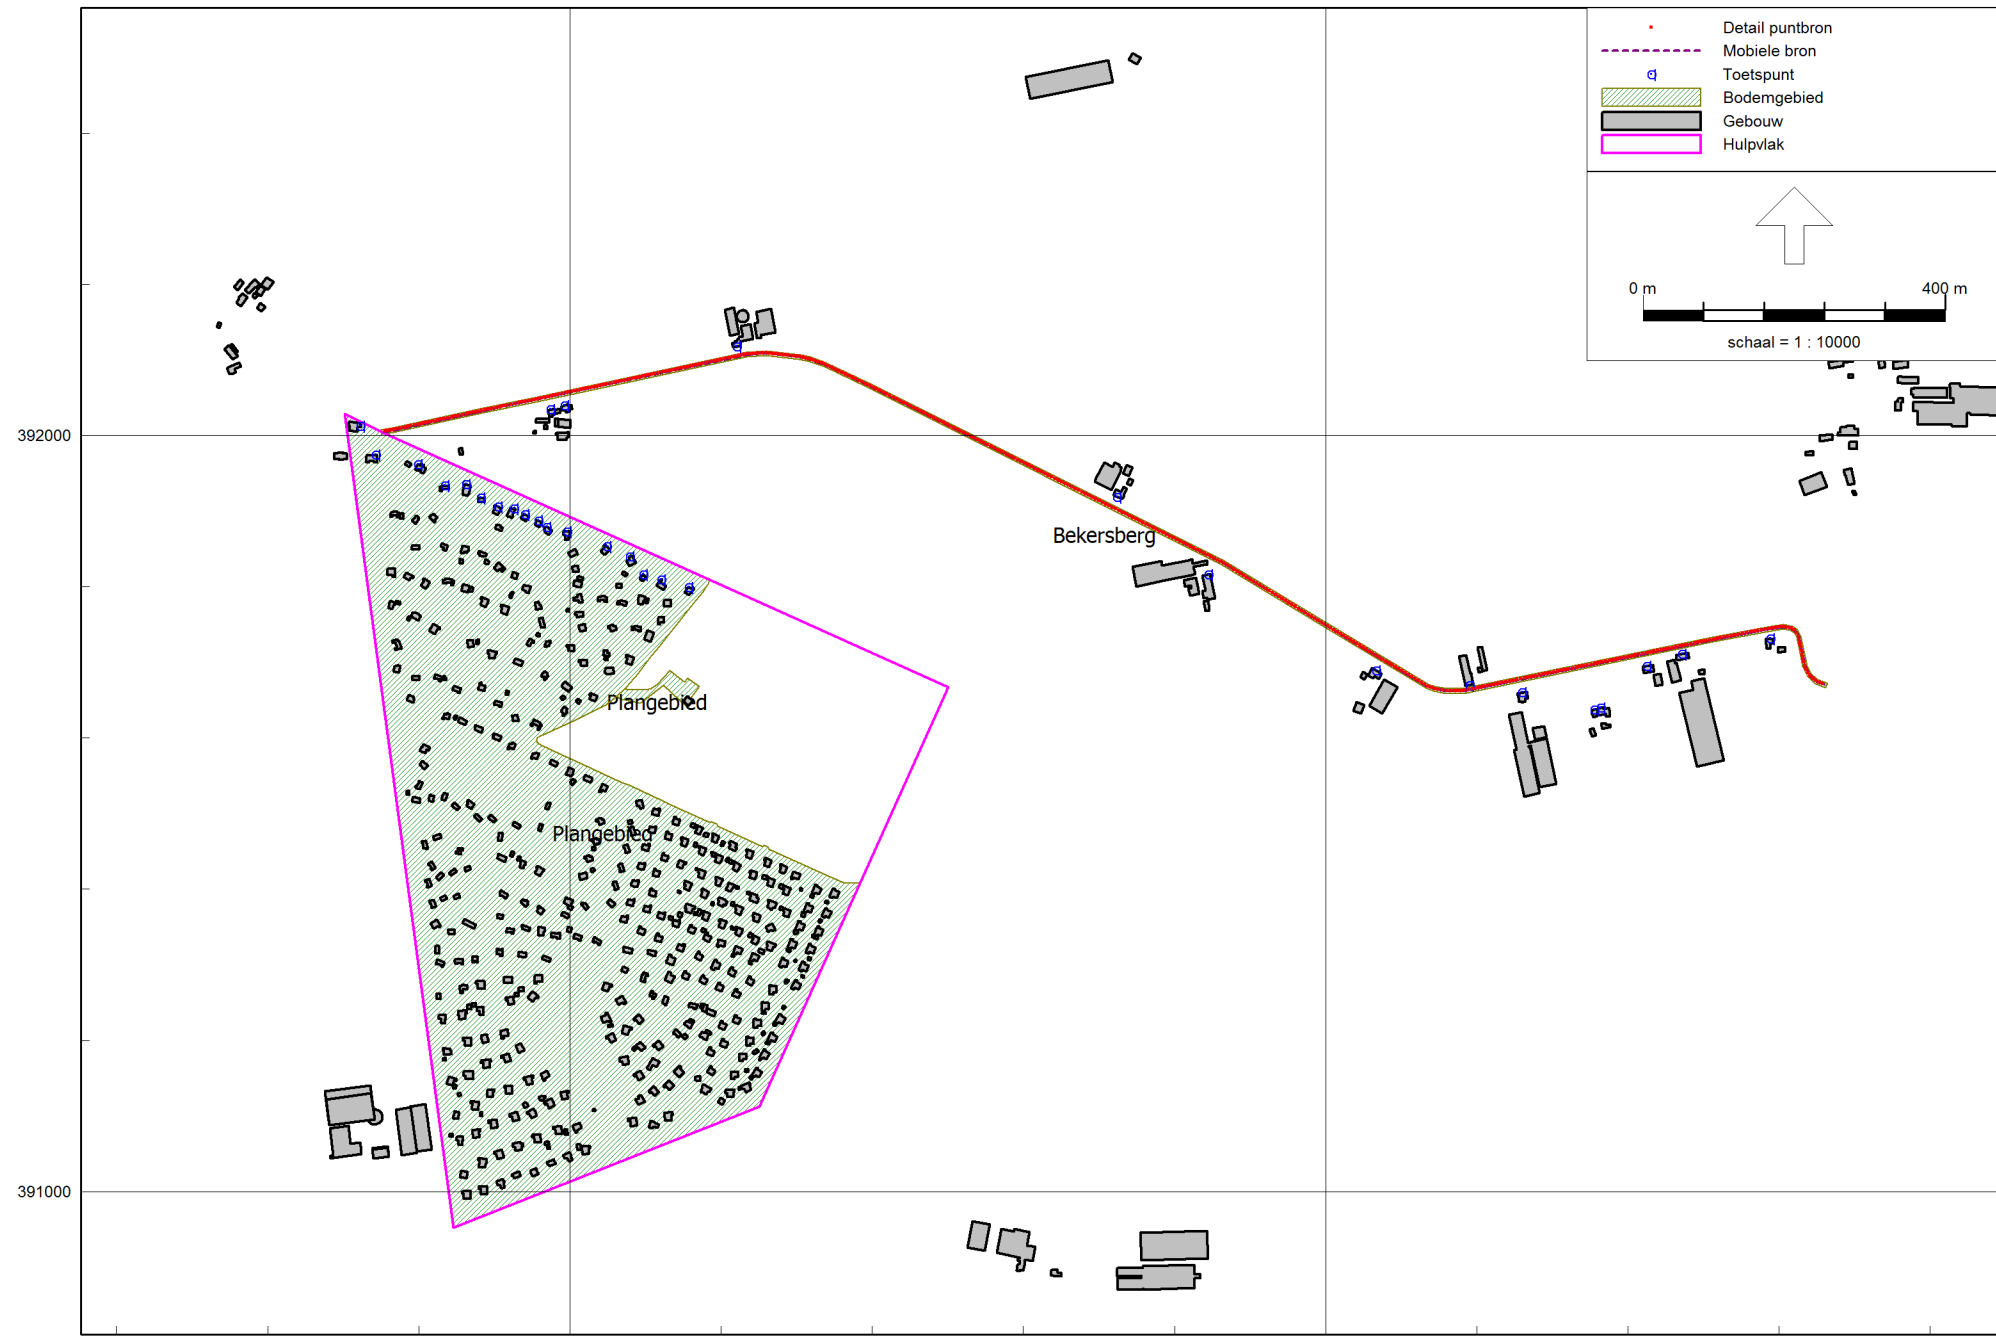 Detail puntbron
Mobiele bron
Toetspunt
Bodemgebied
Gebouw
Hulpvlak
0 m 400 m
schaal = 1 : 10000
392000
Bekersberg
Plangebied
Plangebied
391000